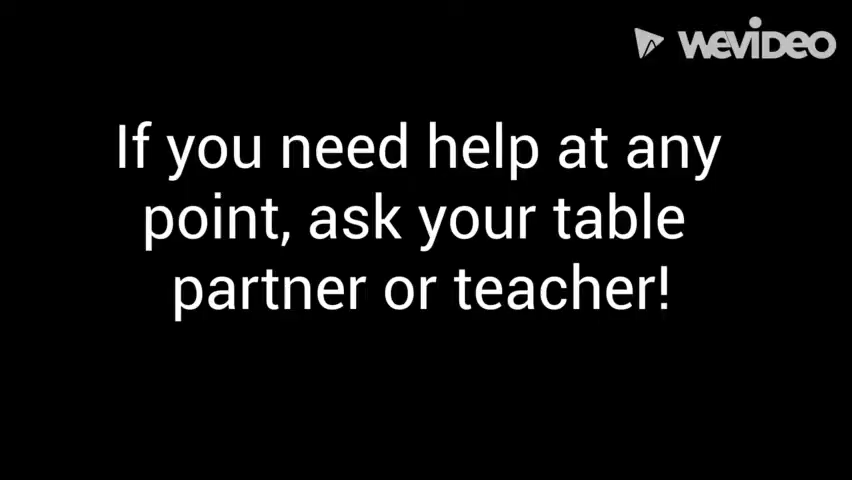 WEVIDEO
If you need help at any
point, ask your table
partner or teacher!